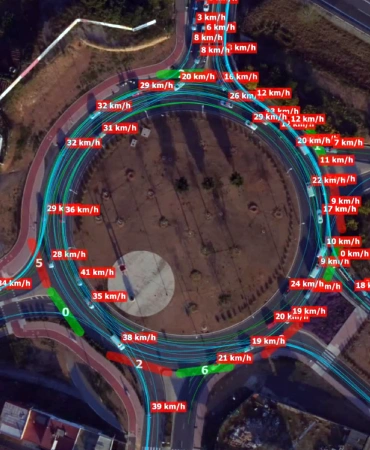 3 km/h
6 km/h
8 km/h
8 km/h
20 km/h
16 km/h
29 km/h
26 km/h
12 km/h
32 km/h
29 km/h
12 km/h
31 km/h
32 km/h
20 km/h
7 km/h
11 km/h
22 km/h
9 km/h
29
36 km/h
17 km/h
10 km/h
28 km/h
0 km/h
9 km/h
5
41 km/h
24 km/h
18
35 km/h
19 km/h
0
20
38 km/h
19 km/h
2
6
21 km/h
39 km/h